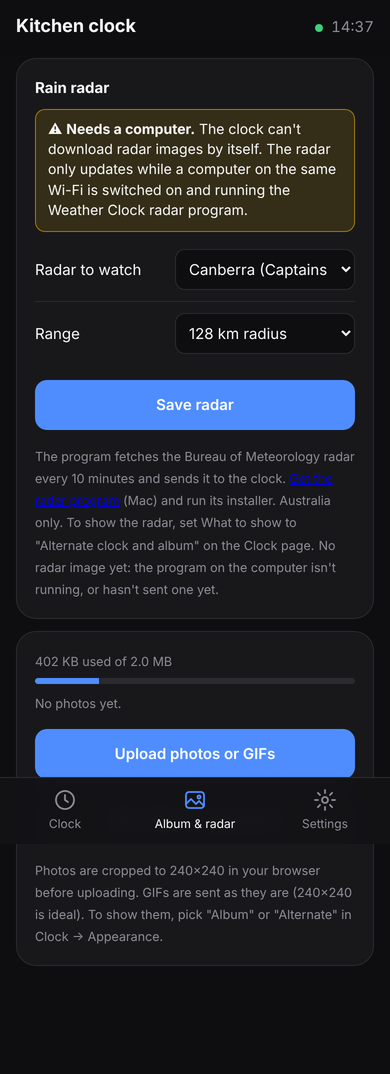 Kitchen clock
14:37
Rain radar
⚠ Needs a computer. The clock can't
download radar images by itself. The radar
only updates while a computer on the same
Wi-Fi is switched on and running the
Weather Clock radar program.
Radar to watch
Canberra (Captains
Range
128 km radius
Save radar
The program fetches the Bureau of Meteorology radar
every 10 minutes and sends it to the clock. Get the
radar program (Mac) and run its installer. Australia
only. To show the radar, set What to show to
"Alternate clock and album" on the Clock page. No
radar image yet: the program on the computer isn't
running, or hasn't sent one yet.
402 KB used of 2.0 MB
No photos yet.
Upload photos or GIFs
Clock
Album & radar
Settings
Photos are cropped to 240×240 in your browser
before uploading. GIFs are sent as they are (240×240
is ideal). To show them, pick "Album" or "Alternate" in
Clock → Appearance.